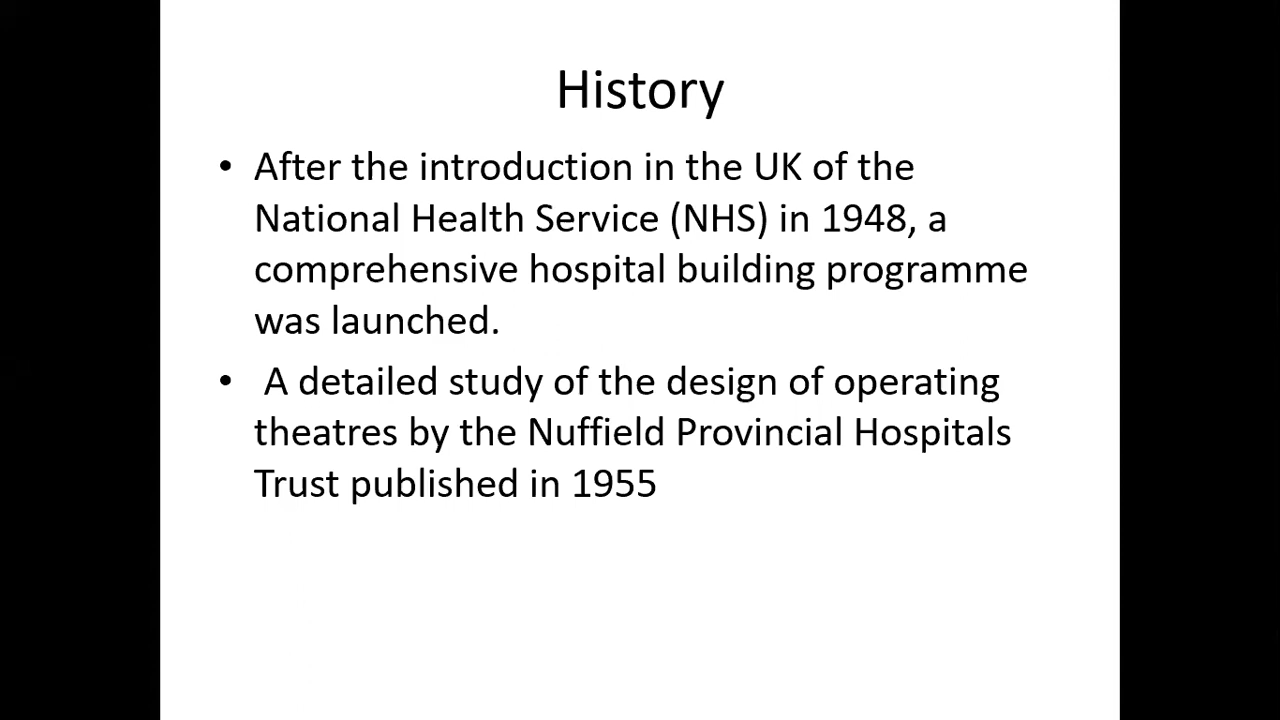 History
• After the introduction in the UK of the
National Health Service (NHS) in 1948, a
comprehensive hospital building programme
was launched.
• A detailed study of the design of operating
theatres by the Nuffield Provincial Hospitals
Trust published in 1955